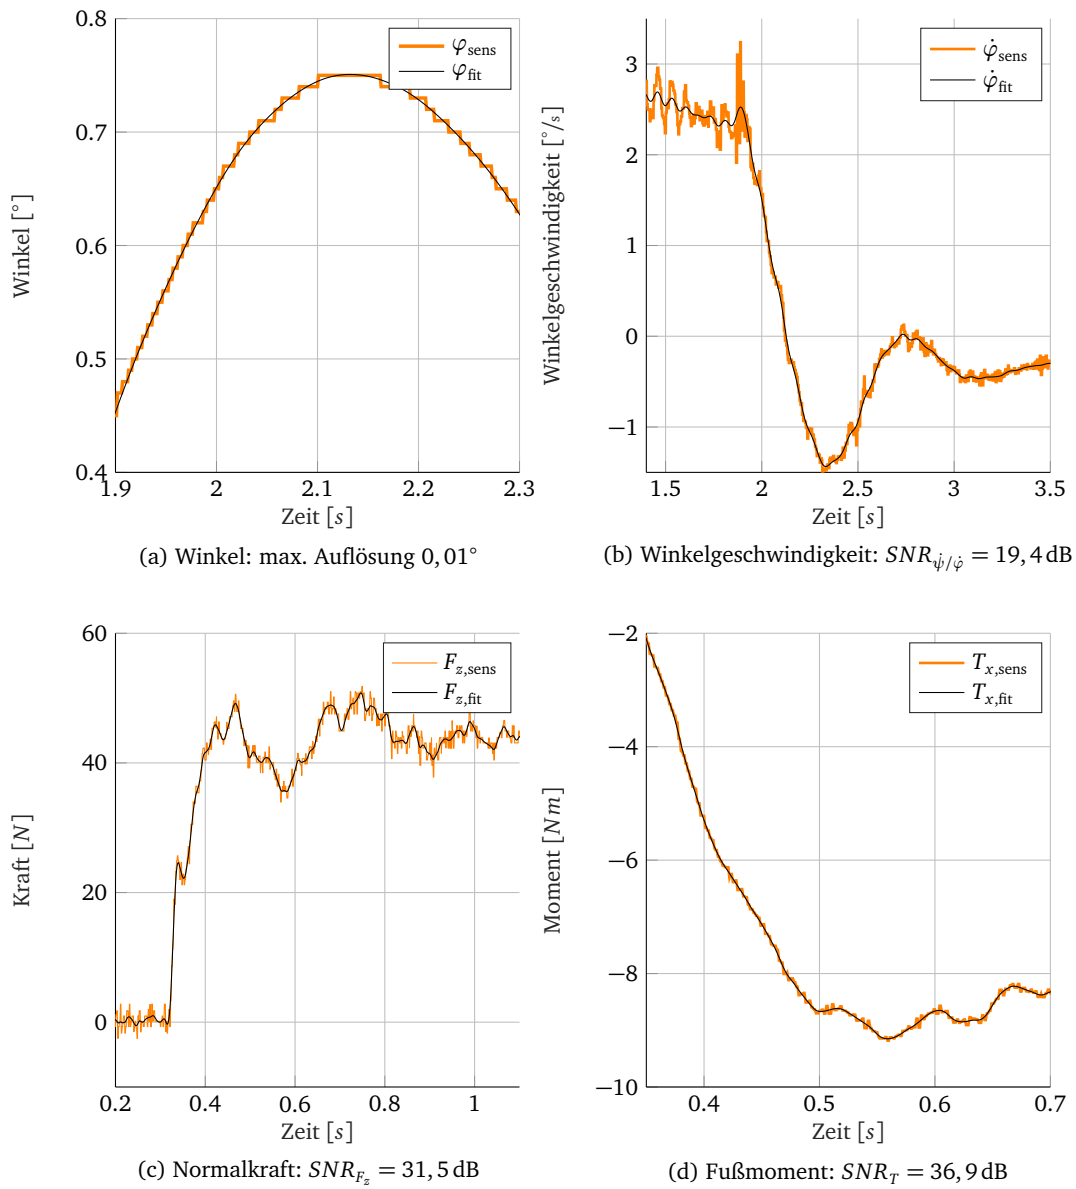 0.8
0.7
0.6
0.5
0.4
1.9
2
2.1
2.2
2.3
Winkel [°]
Zeit [s]
φsens
φfit
(a) Winkel: max. Auflösung 0, 01°
3
2
1
0
−1
1.5
2
2.5
3
3.5
Winkelgeschwindigkeit [°/s]
Zeit [s]
φ̇sens
φ̇fit
(b) Winkelgeschwindigkeit: SNRψ̇/φ̇ = 19, 4 dB
60
40
20
0
0.2
0.4
0.6
0.8
1
Kraft [N]
Zeit [s]
Fz,sens
Fz,fit
(c) Normalkraft: SNRFz = 31, 5 dB
−2
−4
−6
−8
−10
0.4
0.5
0.6
0.7
Moment [Nm]
Zeit [s]
Tx,sens
Tx,fit
(d) Fußmoment: SNRT = 36, 9 dB